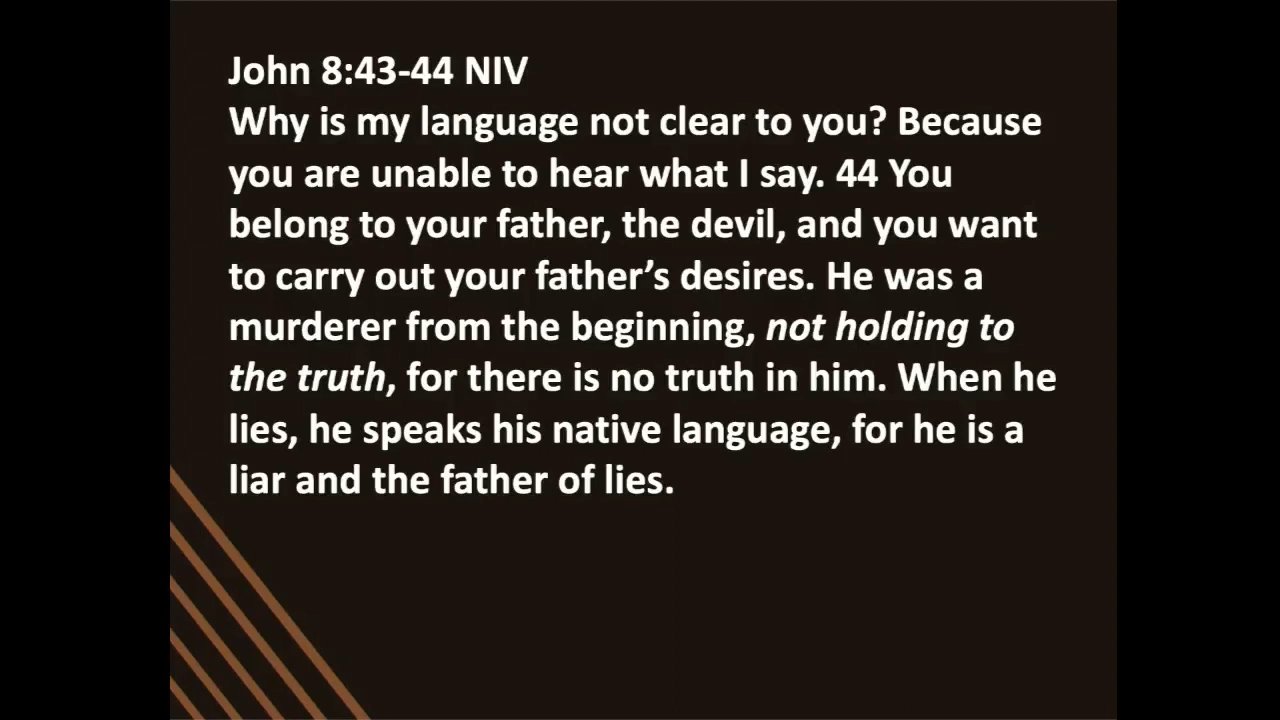 John 8:43-44 NIV
Why is my language not clear to you? Because
you are unable to hear what I say. 44 You
belong to your father, the devil, and you want
to carry out your father’s desires. He was a
murderer from the beginning, not holding to
the truth, for there is no truth in him. When he
lies, he speaks his native language, for he is a
liar and the father of lies.